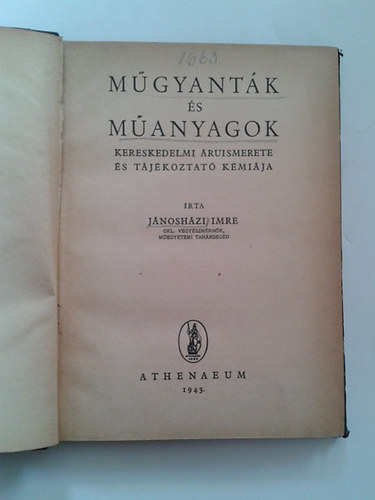 1663
MŰGYANTÁK
ÉS
MŰANYAGOK
KERESKEDELMI ÁRUISMERETE
ÉS TÁJÉKOZTATÓ KÉMIÁJA
ÍRTA
JÁNOSHÁZI IMRE
OKL. VEGYÉSZMÉRNÖK,
MŰEGYETEMI TANÁRSEGÉD
ATHENAEUM
1943.